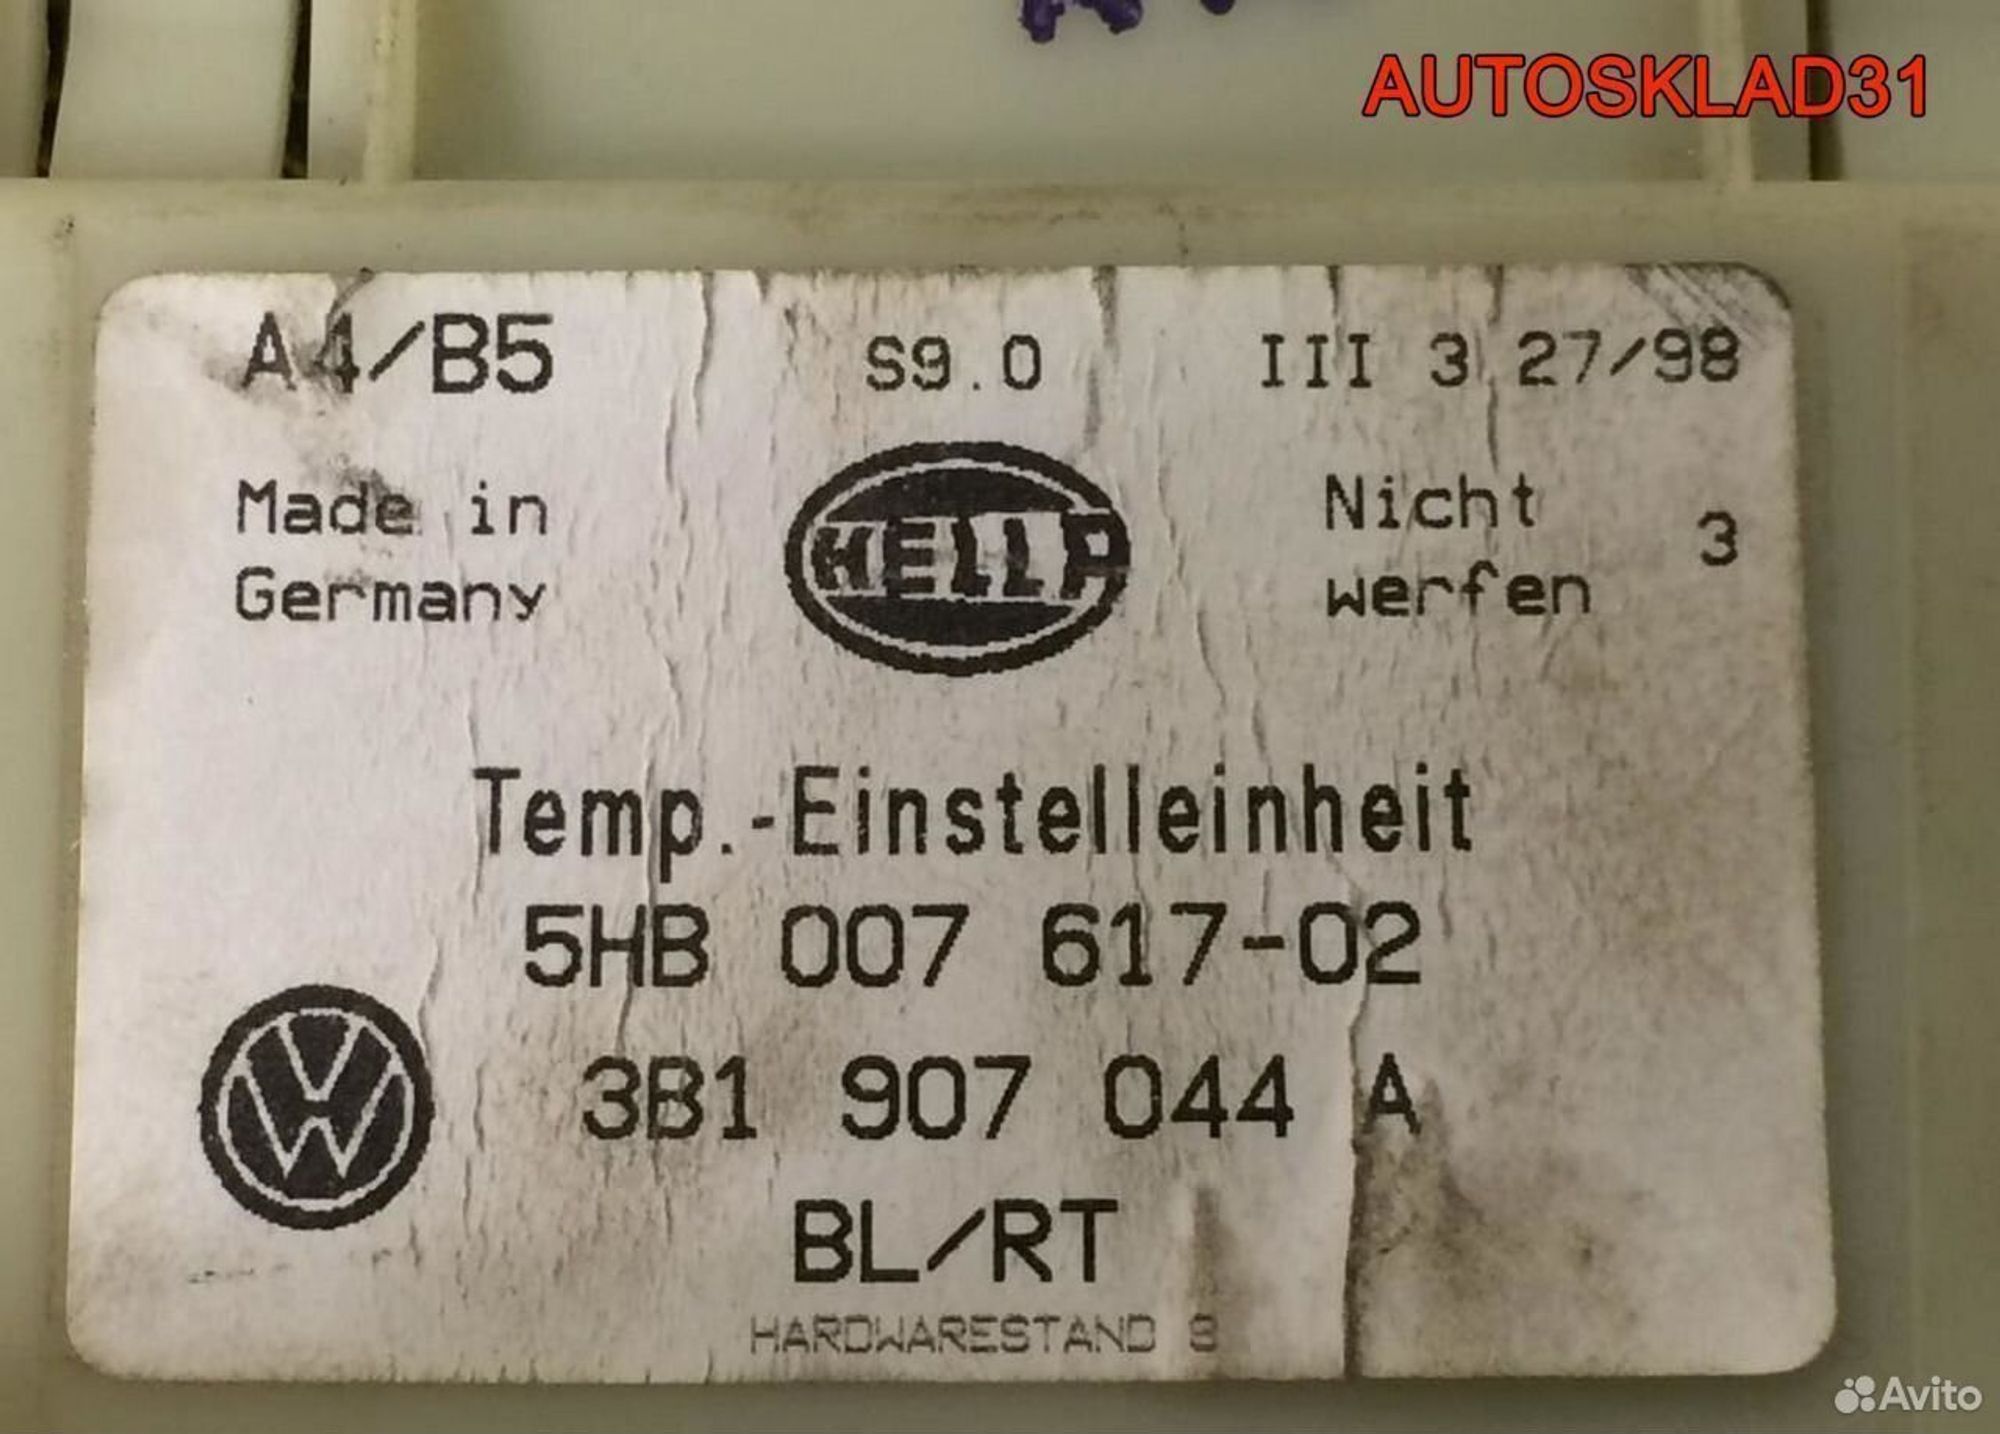 AUTOSKLAD31
A4/B5 S9.0 III 3 27/98
Made in
Germany
HELLA
Nicht
werfen
3
Temp.-Einstelleinheit
5HB 007 617-02
3B1 907 044 A
BL/RT
HARDWARESTAND
Avito